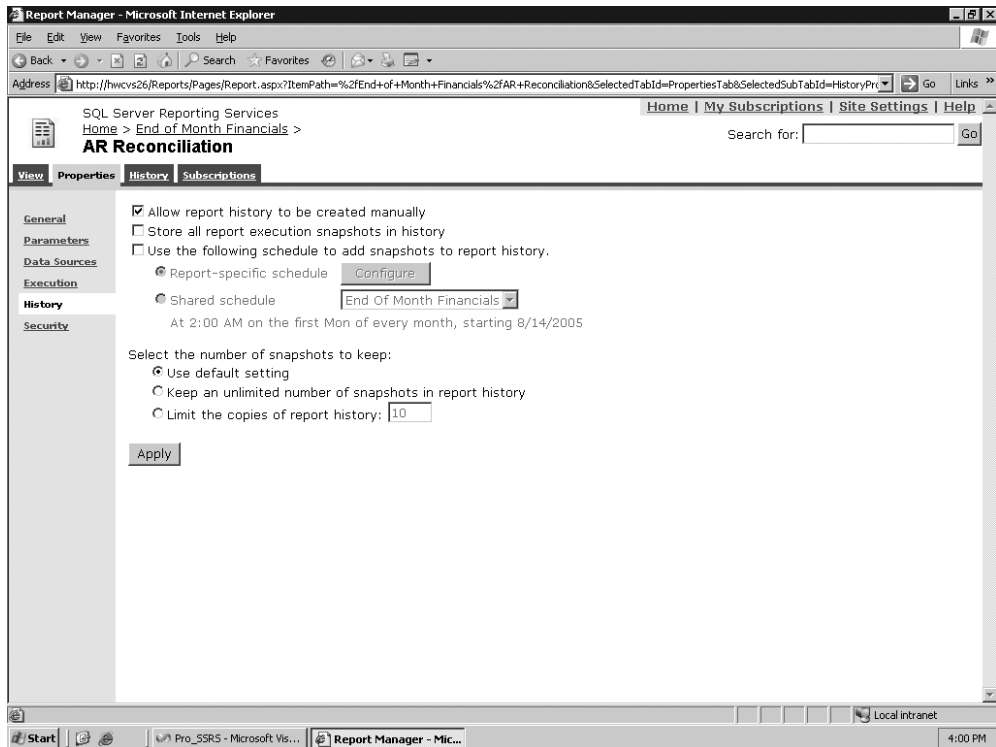 Report Manager - Microsoft Internet Explorer
File Edit View Favorites Tools Help
Back Search Favorites
Address http://hwcvs26/Reports/Pages/Report.aspx?ItemPath=%2fEnd+of+Month+Financials%2fAR+Reconciliation&SelectedTabId=PropertiesTab&SelectedSubTabId=HistoryPro Go Links »
Home | My Subscriptions | Site Settings | Help
SQL Server Reporting Services
Home > End of Month Financials >
AR Reconciliation
Search for: Go
View Properties History Subscriptions
General
Parameters
Data Sources
Execution
History
Security
Allow report history to be created manually
Store all report execution snapshots in history
Use the following schedule to add snapshots to report history.
Report-specific schedule Configure
Shared schedule End Of Month Financials
At 2:00 AM on the first Mon of every month, starting 8/14/2005
Select the number of snapshots to keep:
Use default setting
Keep an unlimited number of snapshots in report history
Limit the copies of report history: 10
Apply
Local intranet
Start Pro_SSRS - Microsoft Vis... Report Manager - Mic... 4:00 PM